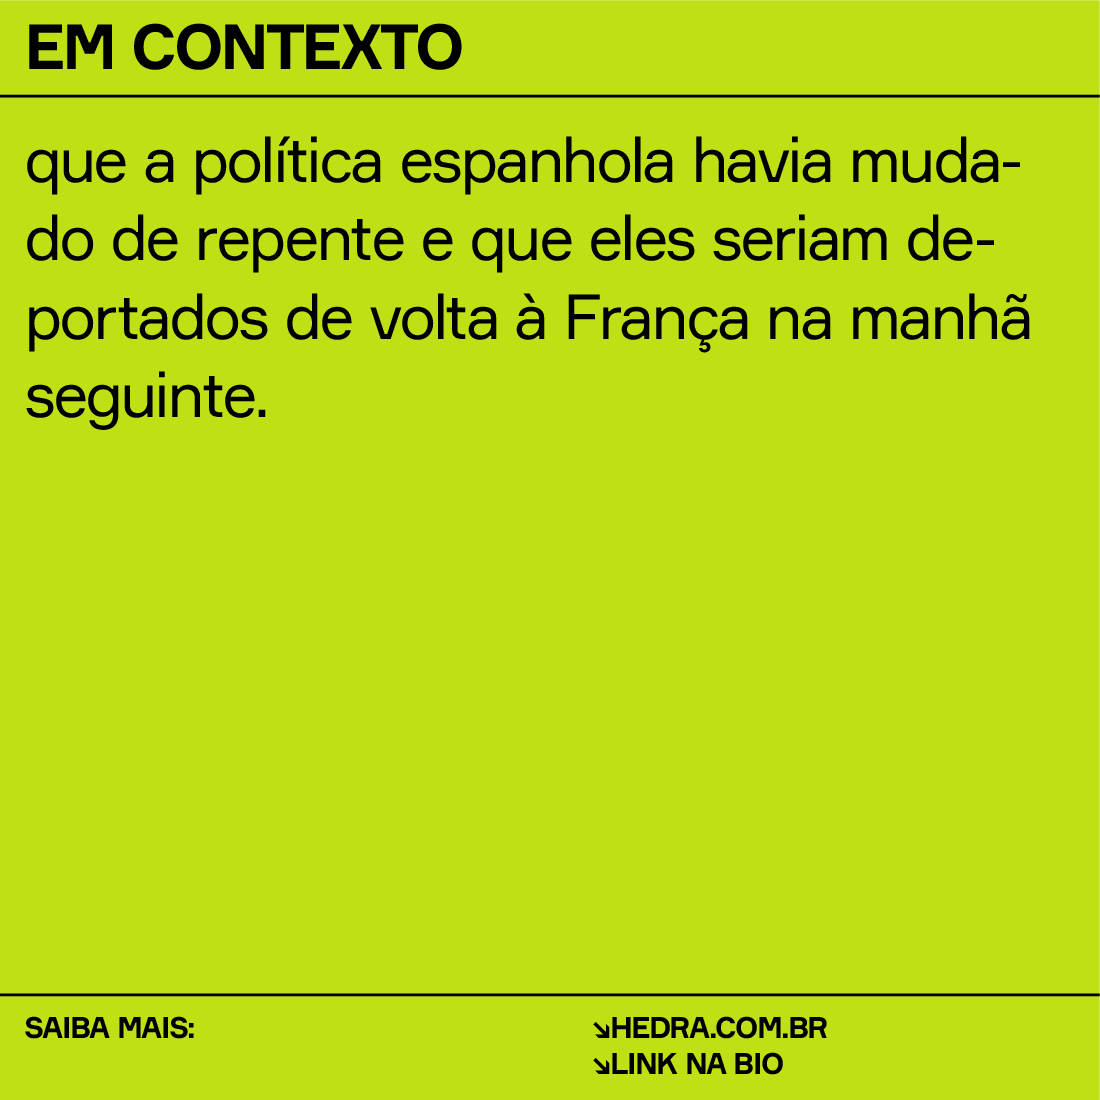 EM CONTEXTO
que a política espanhola havia muda-
do de repente e que eles seriam de-
portados de volta à França na manhã
seguinte.
SAIBA MAIS:
↘HEDRA.COM.BR
↘LINK NA BIO